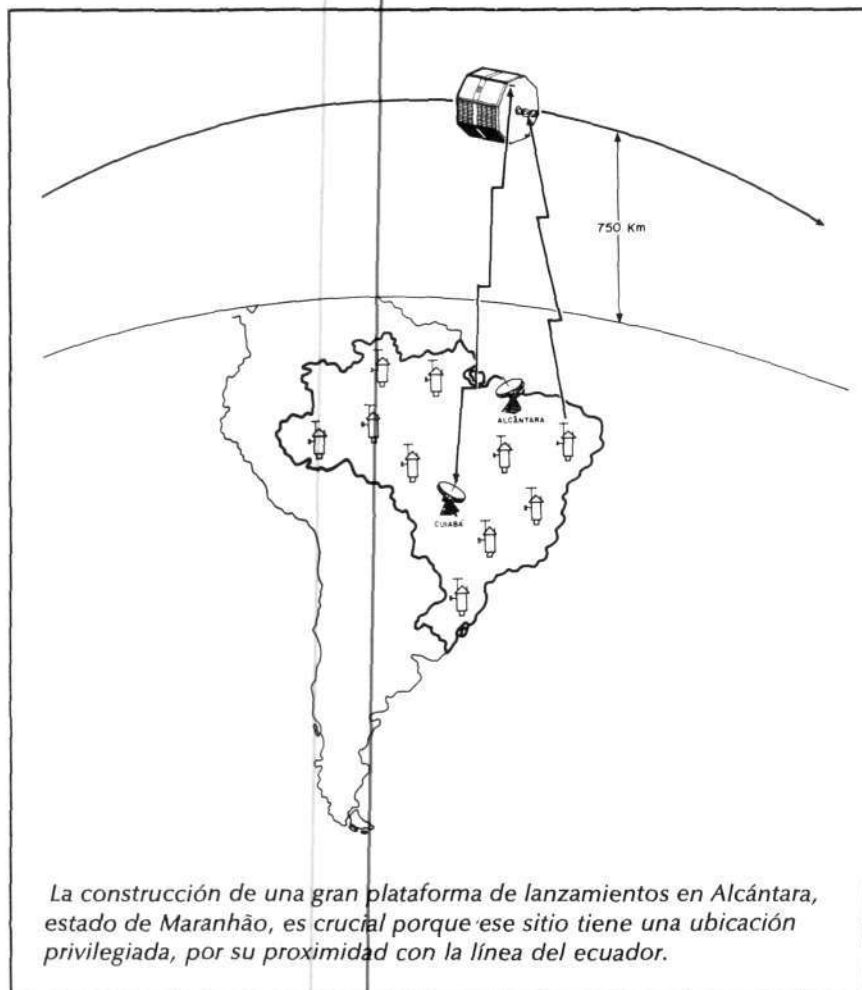 750 Km
ALCÂNTARA
CUIABÁ
La construcción de una gran plataforma de lanzamientos en Alcántara,
estado de Maranhão, es crucial porque ese sitio tiene una ubicación
privilegiada, por su proximidad con la línea del ecuador.